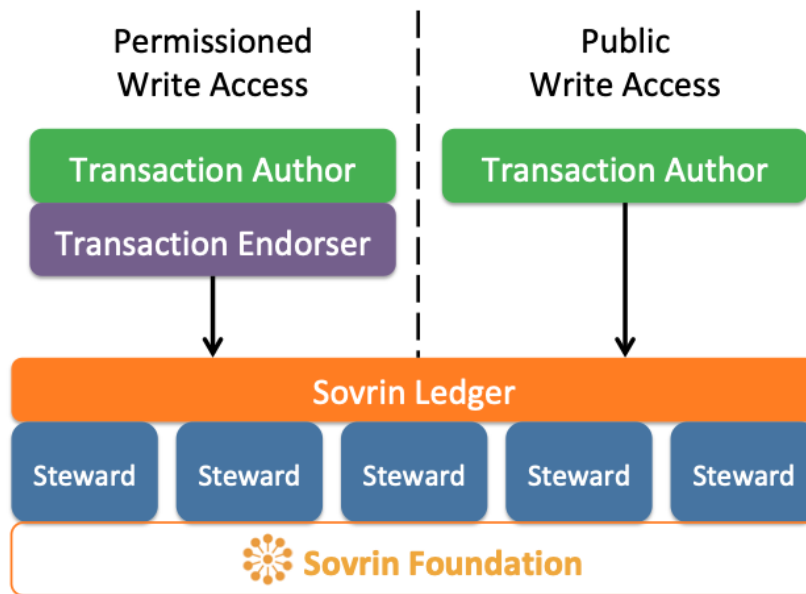 Permissioned
Write Access
Public
Write Access
Transaction Author
Transaction Author
Transaction Endorser
Sovrin Ledger
Steward
Steward
Steward
Steward
Steward
Sovrin Foundation